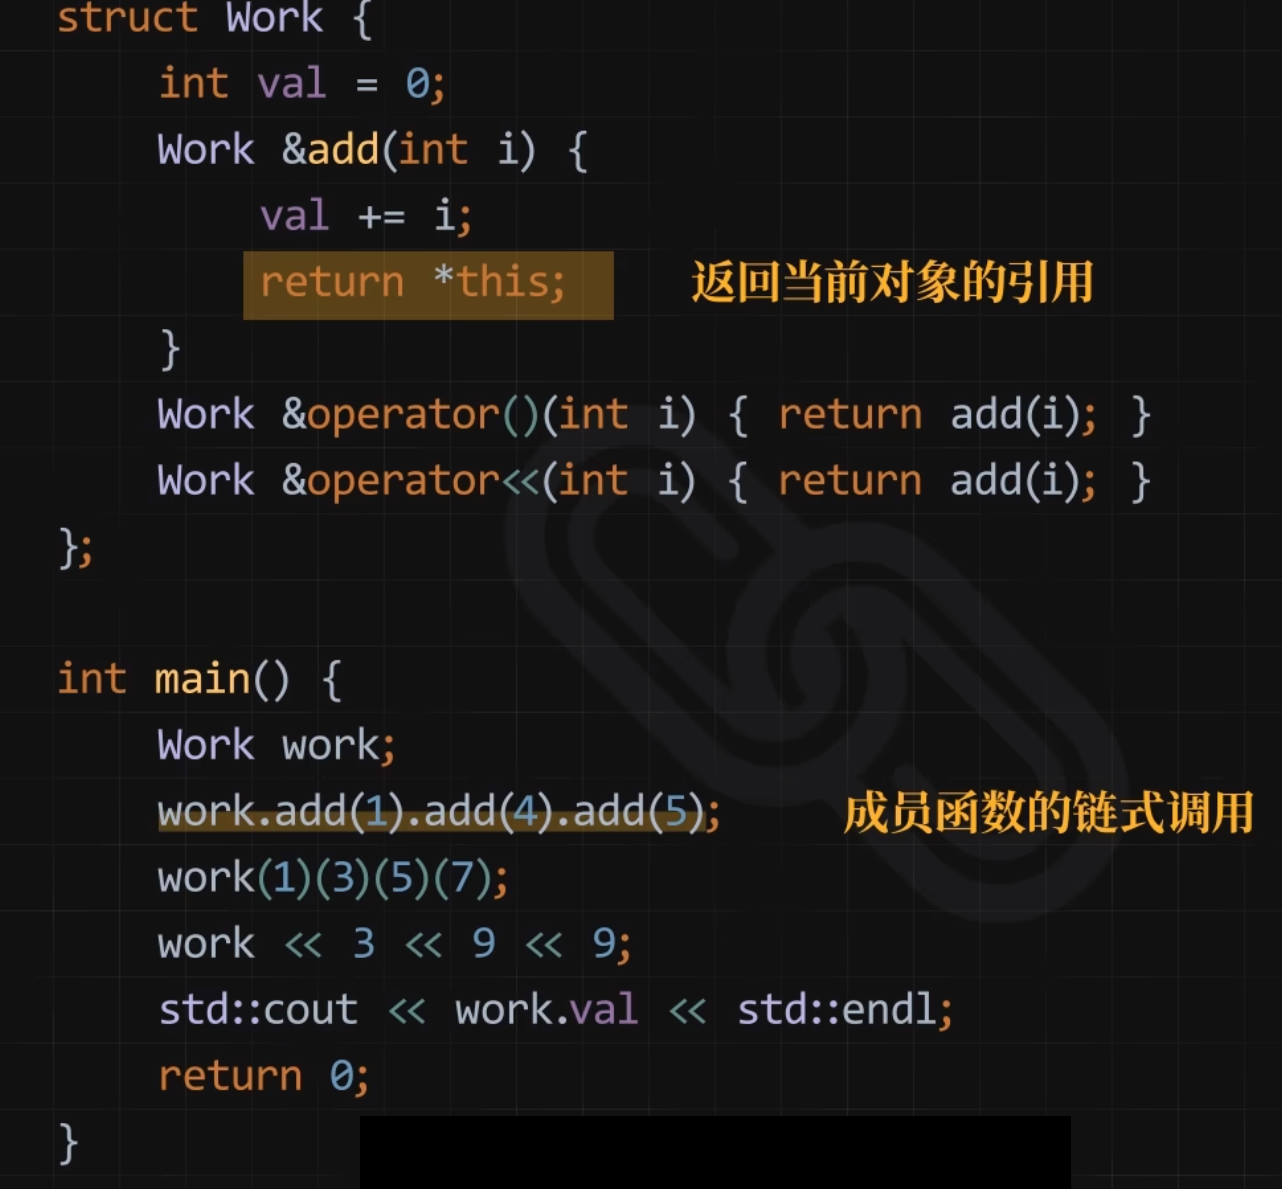 struct Work {
int val = 0;
Work &add(int i) {
val += i;
return *this; 返回当前对象的引用
}
Work &operator()(int i) { return add(i); }
Work &operator<<(int i) { return add(i); }
};
int main() {
Work work;
work.add(1).add(4).add(5); 成员函数的链式调用
work(1)(3)(5)(7);
work << 3 << 9 << 9;
std::cout << work.val << std::endl;
return 0;
}